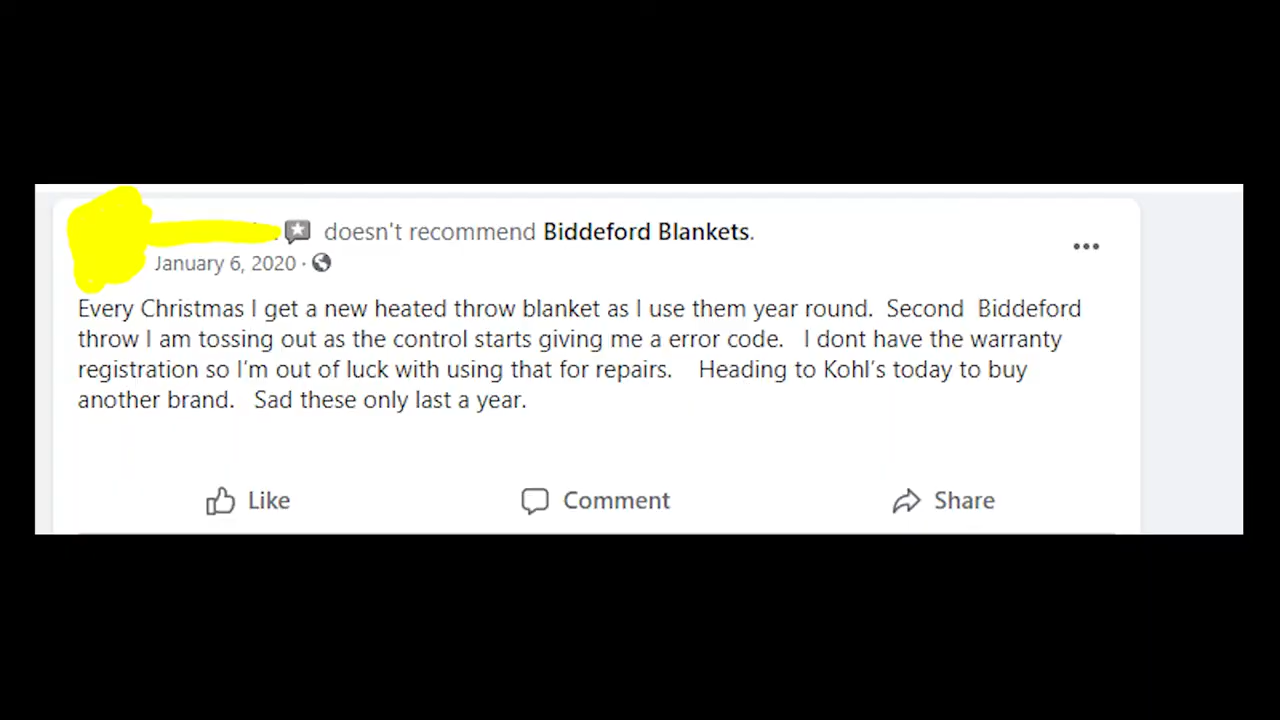 doesn't recommend Biddeford Blankets.
January 6, 2020 ·
Every Christmas I get a new heated throw blanket as I use them year round.  Second  Biddeford
throw I am tossing out as the control starts giving me a error code.   I dont have the warranty
registration so I'm out of luck with using that for repairs.    Heading to Kohl's today to buy
another brand.   Sad these only last a year.
Like Comment Share